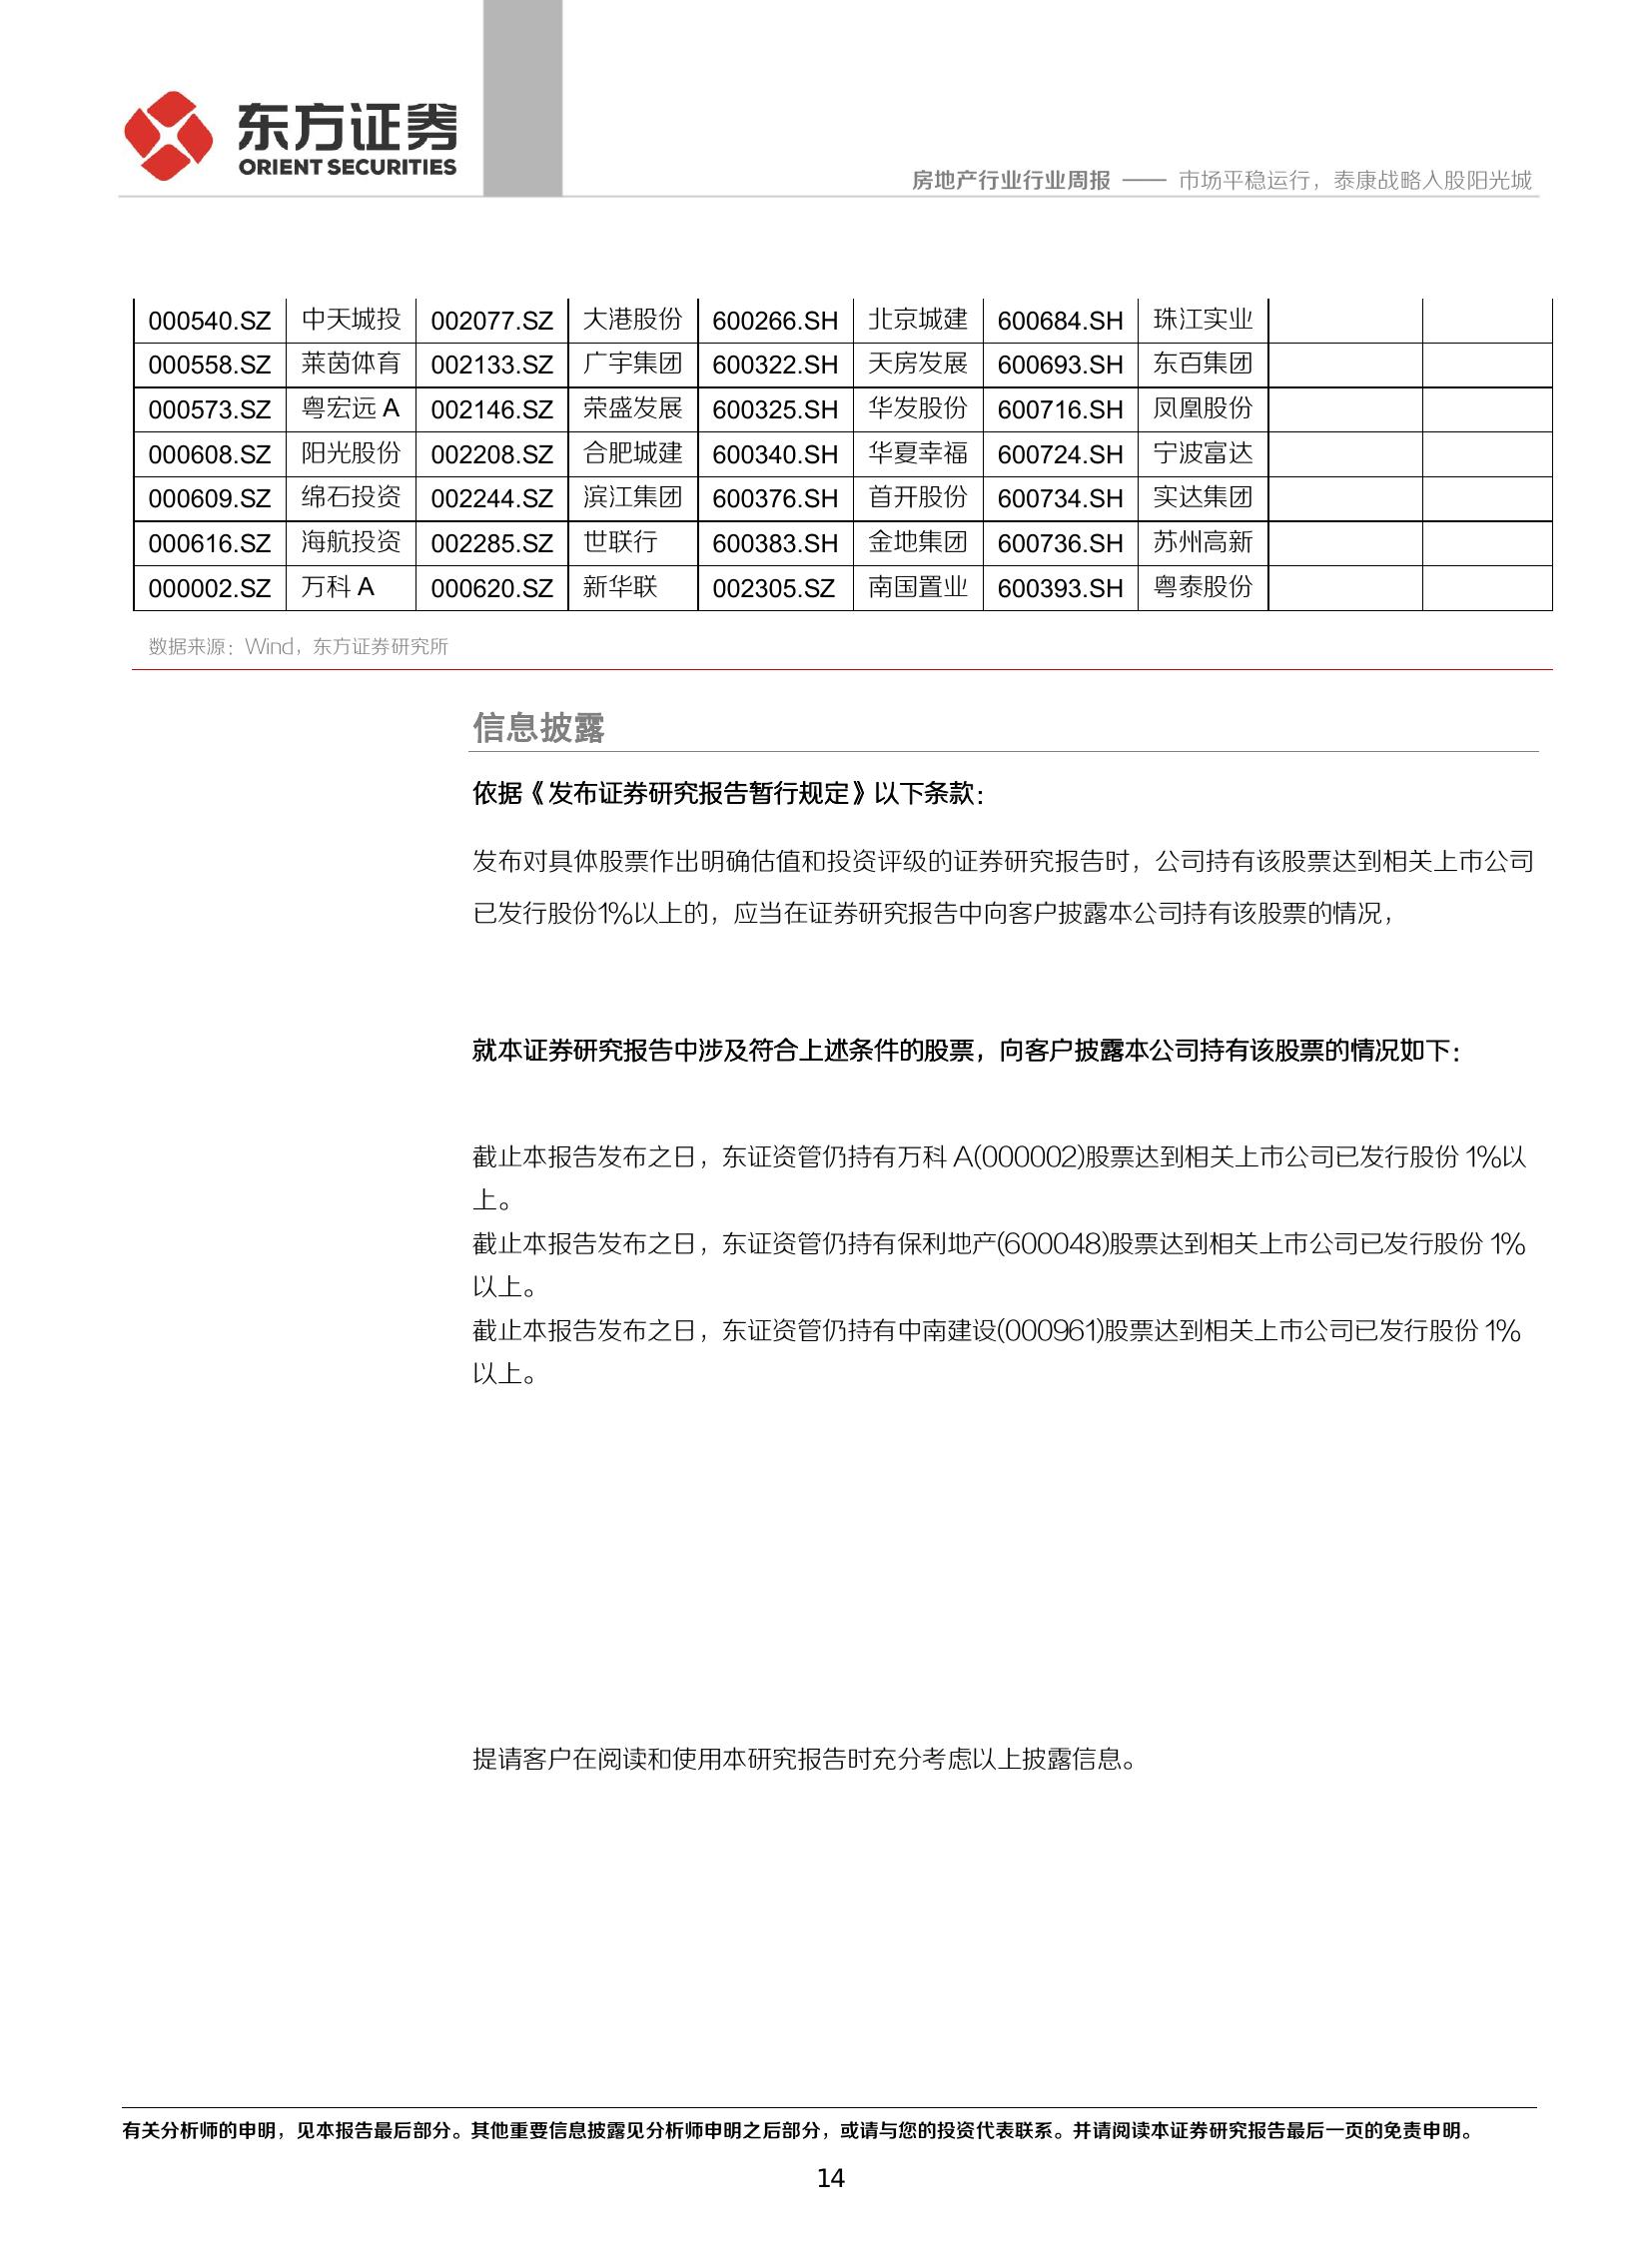 东方证券
ORIENT SECURITIES
房地产行业行业周报 —— 市场平稳运行，泰康战略入股阳光城
000540.SZ 中天城投 002077.SZ 大港股份 600266.SH 北京城建 600684.SH 珠江实业
000558.SZ 莱茵体育 002133.SZ 广宇集团 600322.SH 天房发展 600693.SH 东百集团
000573.SZ 粤宏远 A 002146.SZ 荣盛发展 600325.SH 华发股份 600716.SH 凤凰股份
000608.SZ 阳光股份 002208.SZ 合肥城建 600340.SH 华夏幸福 600724.SH 宁波富达
000609.SZ 绵石投资 002244.SZ 滨江集团 600376.SH 首开股份 600734.SH 实达集团
000616.SZ 海航投资 002285.SZ 世联行 600383.SH 金地集团 600736.SH 苏州高新
000002.SZ 万科 A 000620.SZ 新华联 002305.SZ 南国置业 600393.SH 粤泰股份
数据来源：Wind，东方证券研究所
信息披露
依据《发布证券研究报告暂行规定》以下条款：
发布对具体股票作出明确估值和投资评级的证券研究报告时，公司持有该股票达到相关上市公司
已发行股份1%以上的，应当在证券研究报告中向客户披露本公司持有该股票的情况，
就本证券研究报告中涉及符合上述条件的股票，向客户披露本公司持有该股票的情况如下：
截止本报告发布之日，东证资管仍持有万科 A(000002)股票达到相关上市公司已发行股份 1%以
上。
截止本报告发布之日，东证资管仍持有保利地产(600048)股票达到相关上市公司已发行股份 1%
以上。
截止本报告发布之日，东证资管仍持有中南建设(000961)股票达到相关上市公司已发行股份 1%
以上。
提请客户在阅读和使用本研究报告时充分考虑以上披露信息。
有关分析师的申明，见本报告最后部分。其他重要信息披露见分析师申明之后部分，或请与您的投资代表联系。并请阅读本证券研究报告最后一页的免责申明。
14